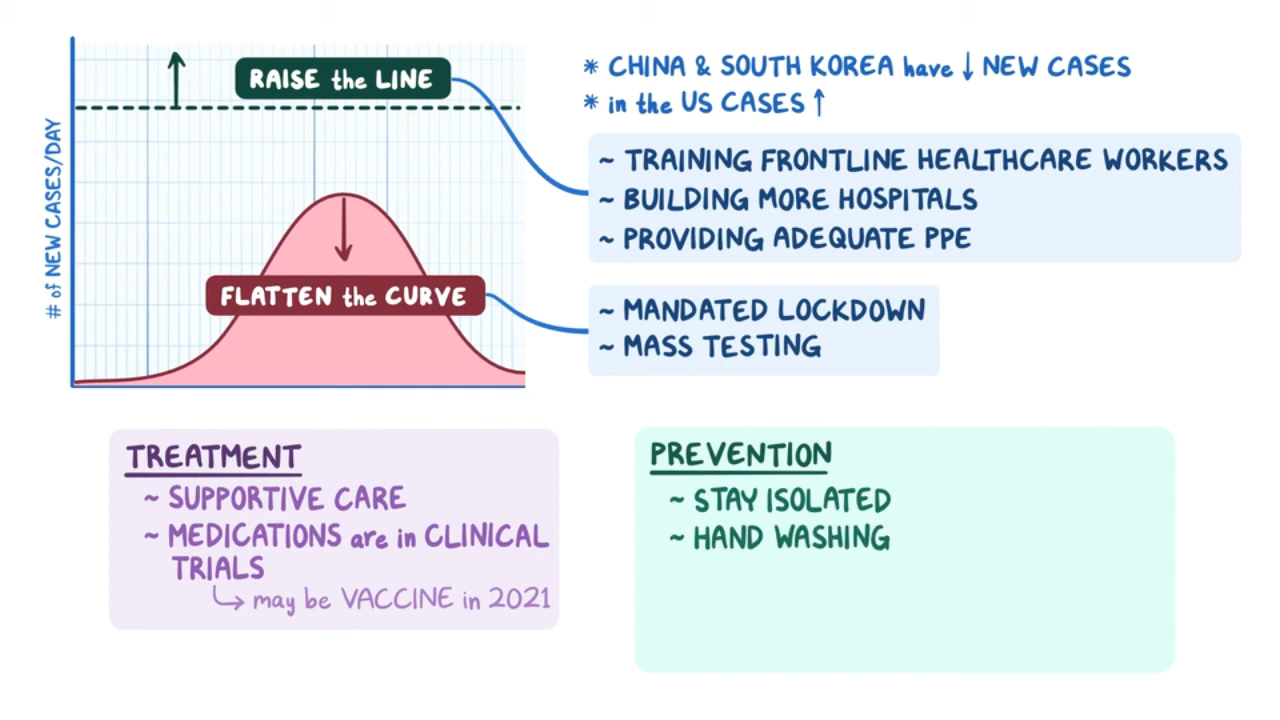 # of NEW CASES/DAY
RAISE the LINE
FLATTEN the CURVE
* CHINA & SOUTH KOREA have ↓ NEW CASES
* in the US CASES ↑
~ TRAINING FRONTLINE HEALTHCARE WORKERS
~ BUILDING MORE HOSPITALS
~ PROVIDING ADEQUATE PPE
~ MANDATED LOCKDOWN
~ MASS TESTING
TREATMENT
~ SUPPORTIVE CARE
~ MEDICATIONS are in CLINICAL
TRIALS
↳ may be VACCINE in 2021
PREVENTION
~ STAY ISOLATED
~ HAND WASHING